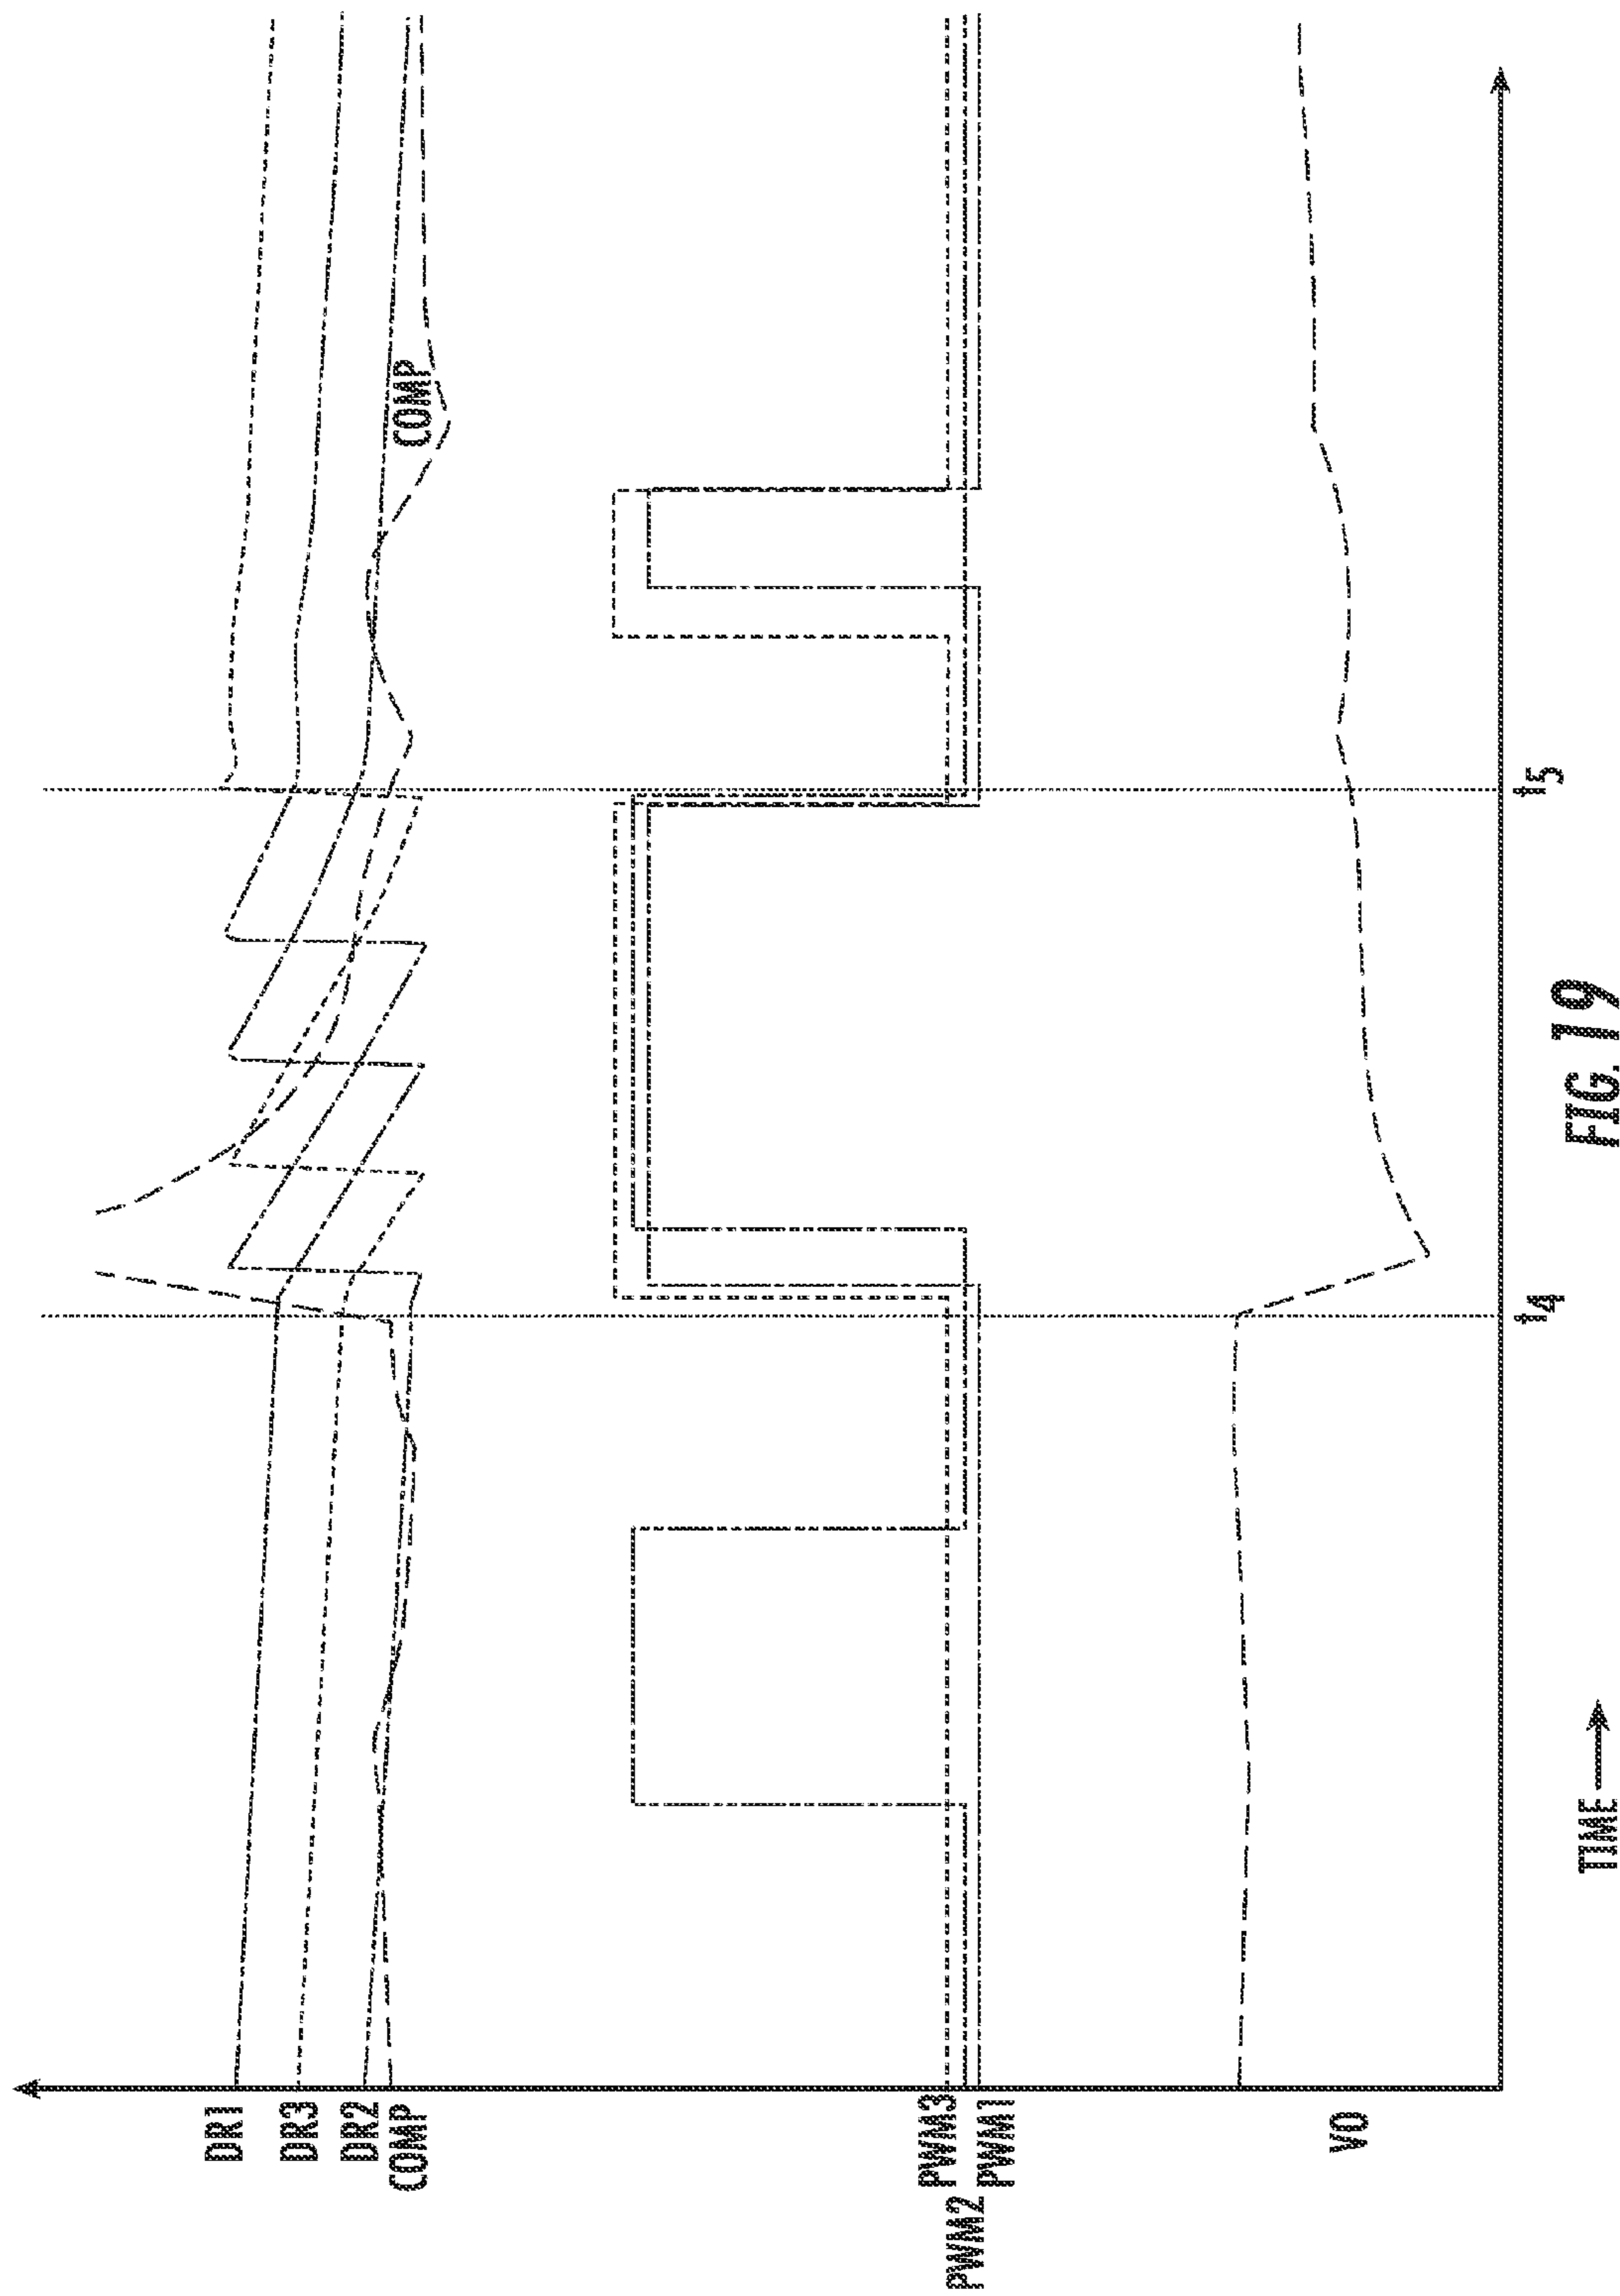 DR1
DR3
DR2
COMP
COMP
PWM3
PWM2
PWM1
VO
t4
t5
TIME
FIG. 19